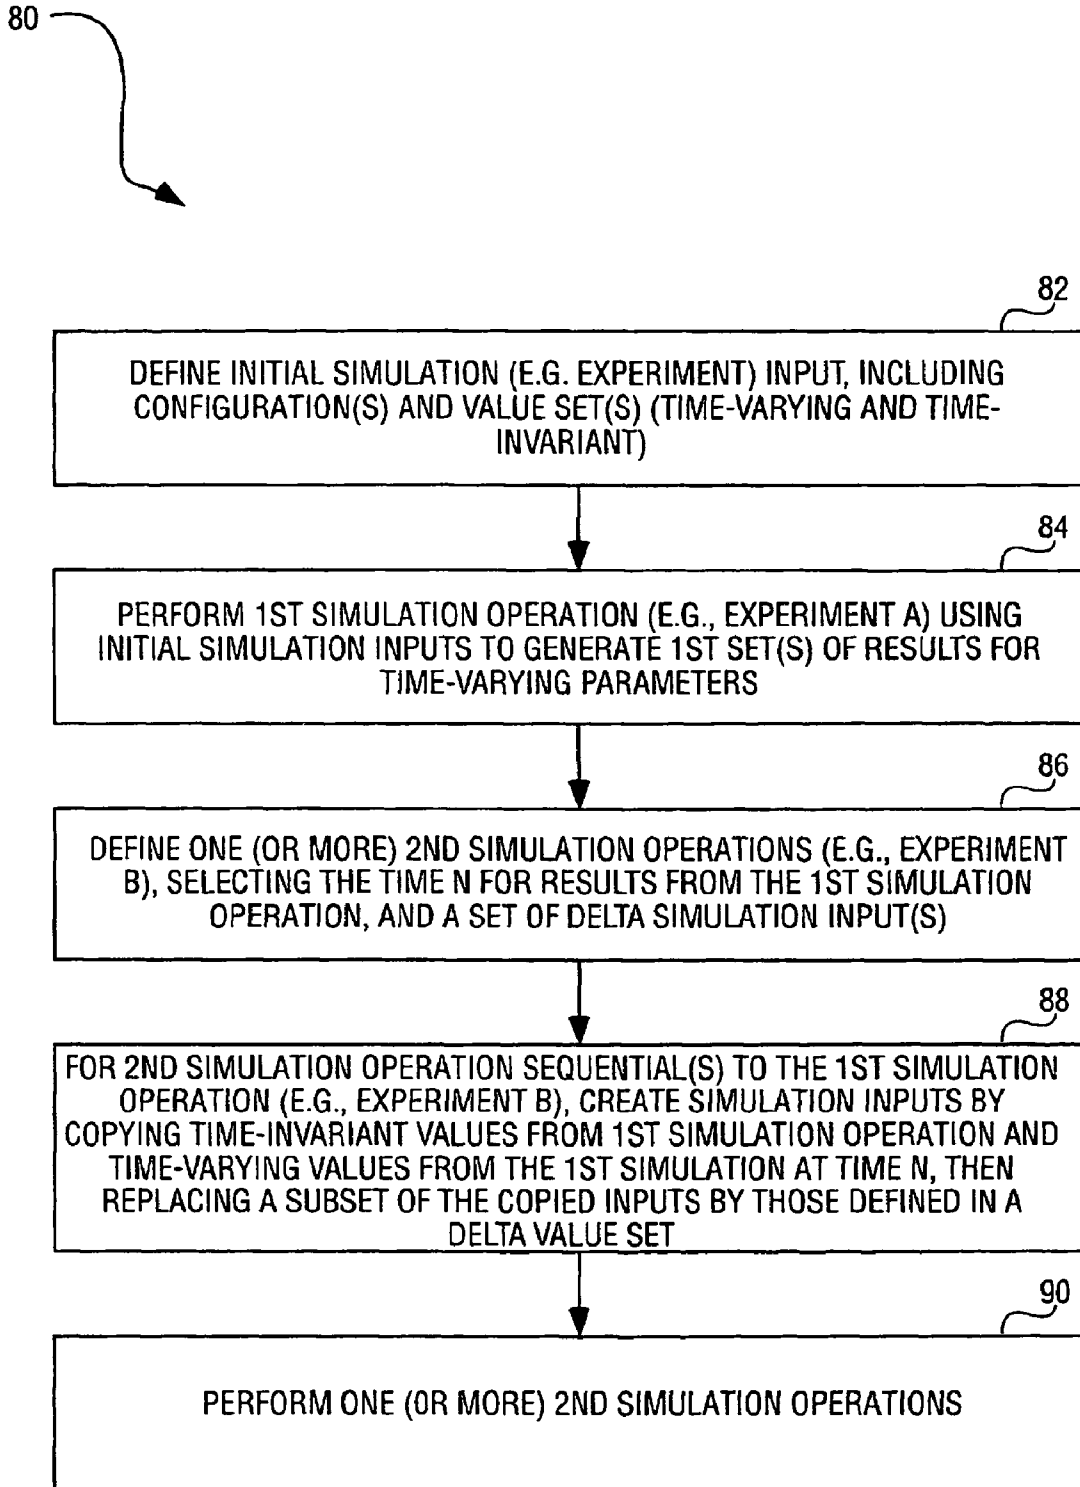 80
82
DEFINE INITIAL SIMULATION (E.G. EXPERIMENT) INPUT, INCLUDING
CONFIGURATION(S) AND VALUE SET(S) (TIME-VARYING AND TIME-
INVARIANT)
84
PERFORM 1ST SIMULATION OPERATION (E.G., EXPERIMENT A) USING
INITIAL SIMULATION INPUTS TO GENERATE 1ST SET(S) OF RESULTS FOR
TIME-VARYING PARAMETERS
86
DEFINE ONE (OR MORE) 2ND SIMULATION OPERATIONS (E.G., EXPERIMENT
B), SELECTING THE TIME N FOR RESULTS FROM THE 1ST SIMULATION
OPERATION, AND A SET OF DELTA SIMULATION INPUT(S)
88
FOR 2ND SIMULATION OPERATION SEQUENTIAL(S) TO THE 1ST SIMULATION
OPERATION (E.G., EXPERIMENT B), CREATE SIMULATION INPUTS BY
COPYING TIME-INVARIANT VALUES FROM 1ST SIMULATION OPERATION AND
TIME-VARYING VALUES FROM THE 1ST SIMULATION AT TIME N, THEN
REPLACING A SUBSET OF THE COPIED INPUTS BY THOSE DEFINED IN A
DELTA VALUE SET
90
PERFORM ONE (OR MORE) 2ND SIMULATION OPERATIONS